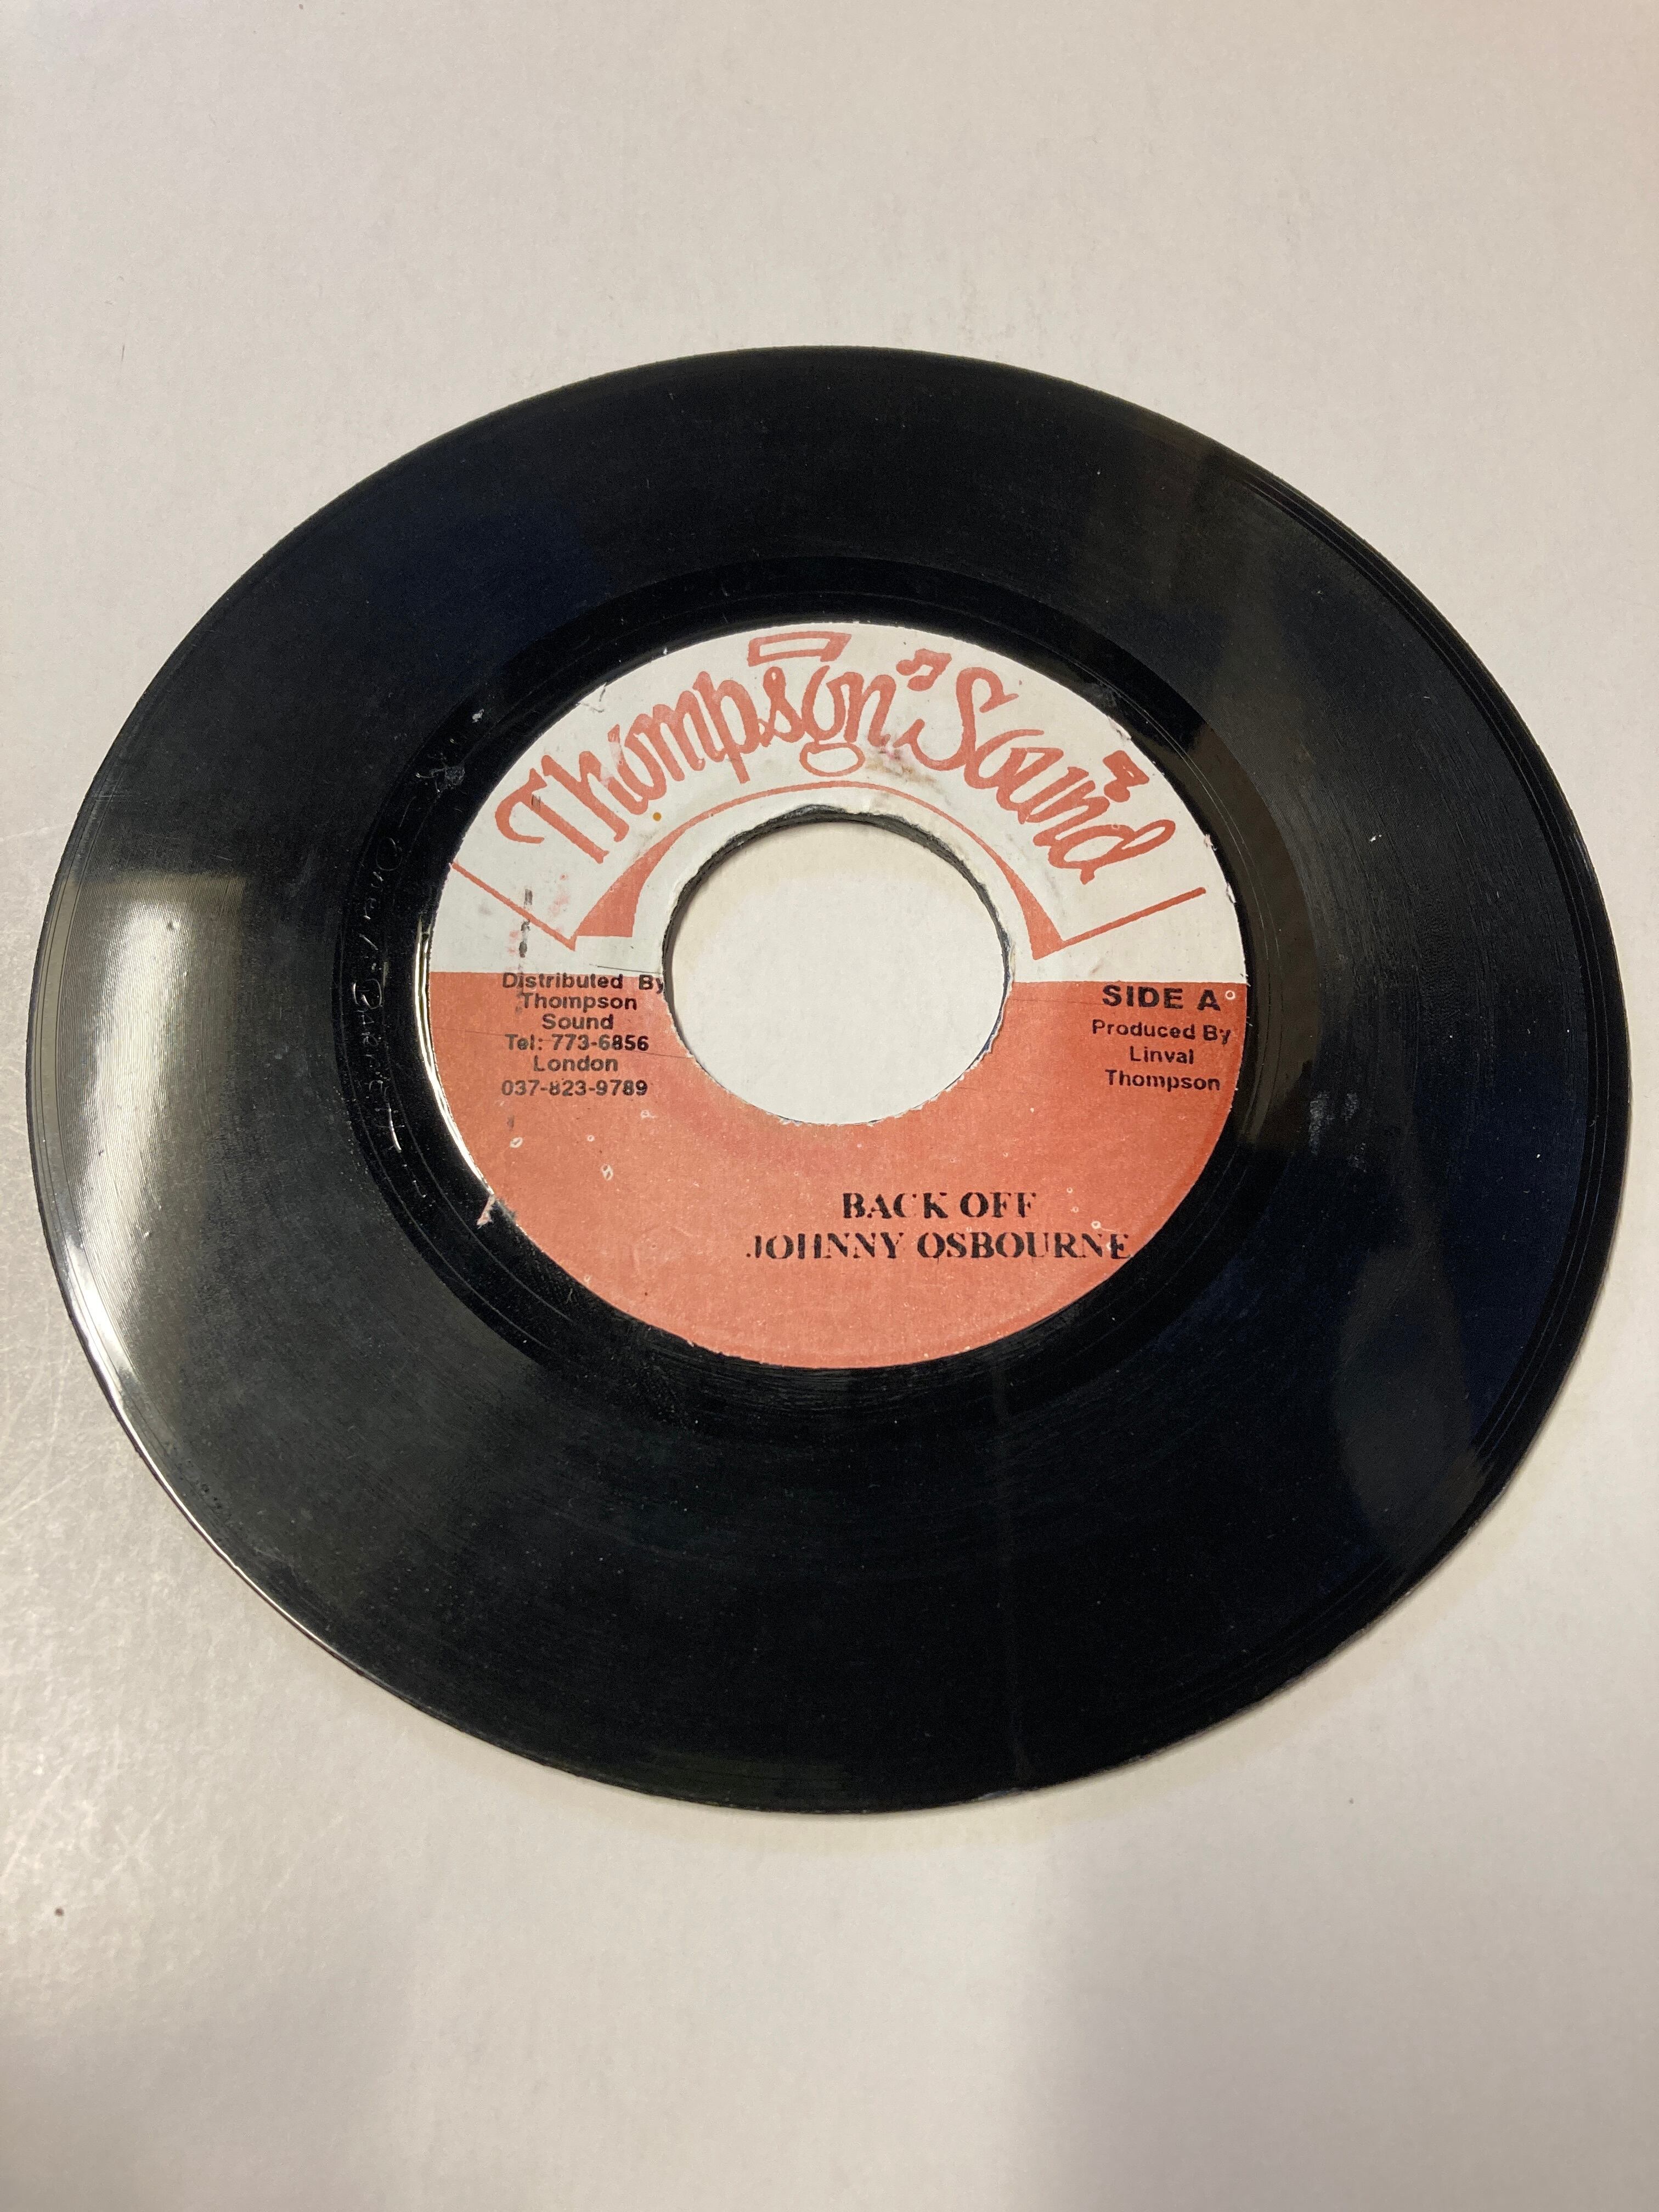 Thompson Sound
Distributed By
Thompson
Sound
Tel: 773-6856
London
037-823-9789
SIDE A
Produced By
Linval
Thompson
BACK OFF
JOHNNY OSBOURNE